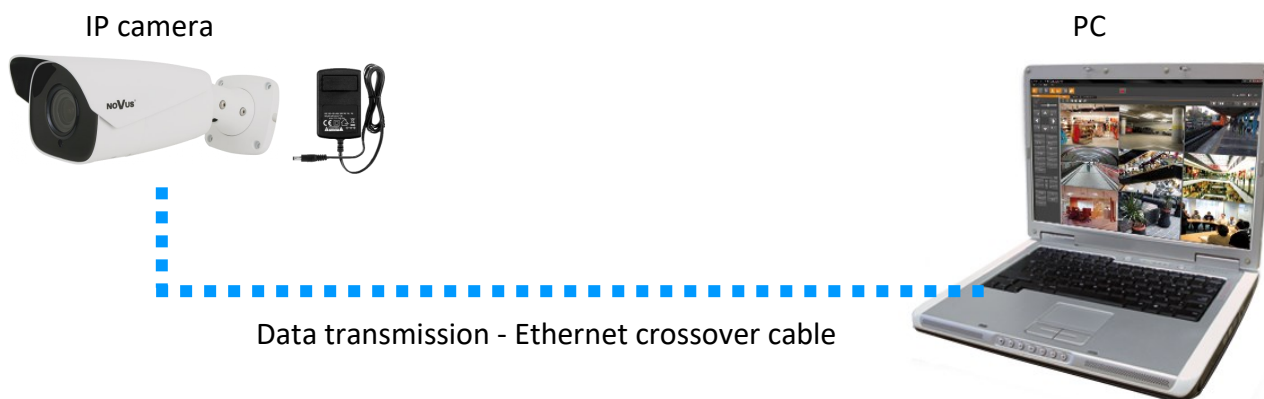 IP camera
PC
NOVUS
Data transmission - Ethernet crossover cable